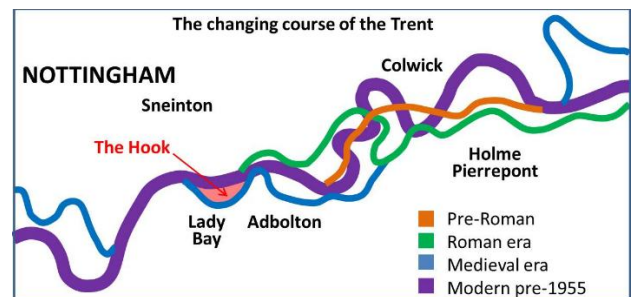 The changing course of the Trent
NOTTINGHAM
Colwick
Sneinton
The Hook
Holme
Pierrepont
Lady
Bay
Adbolton
Pre-Roman
Roman era
Medieval era
Modern pre-1955